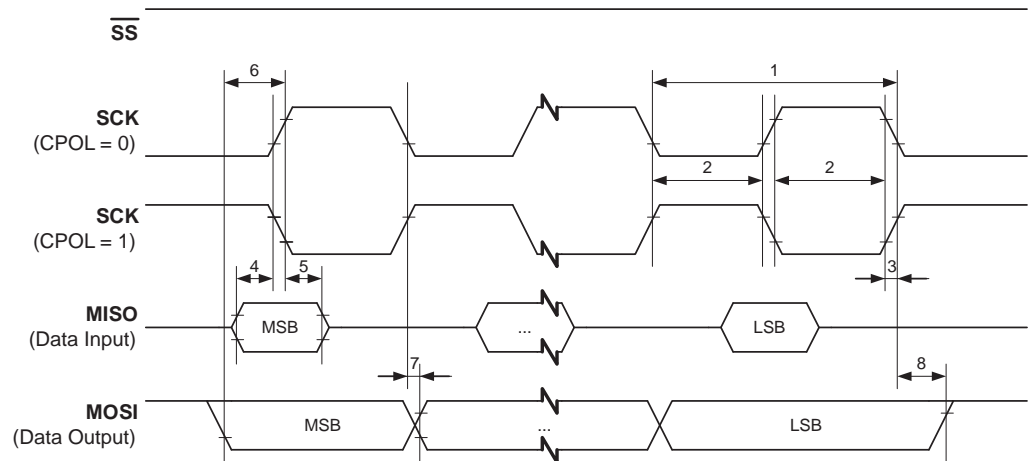 SS
6
1
SCK
(CPOL = 0)
2
2
SCK
(CPOL = 1)
4
5
3
MISO
(Data Input)
MSB
...
LSB
7
8
MOSI
(Data Output)
MSB
...
LSB